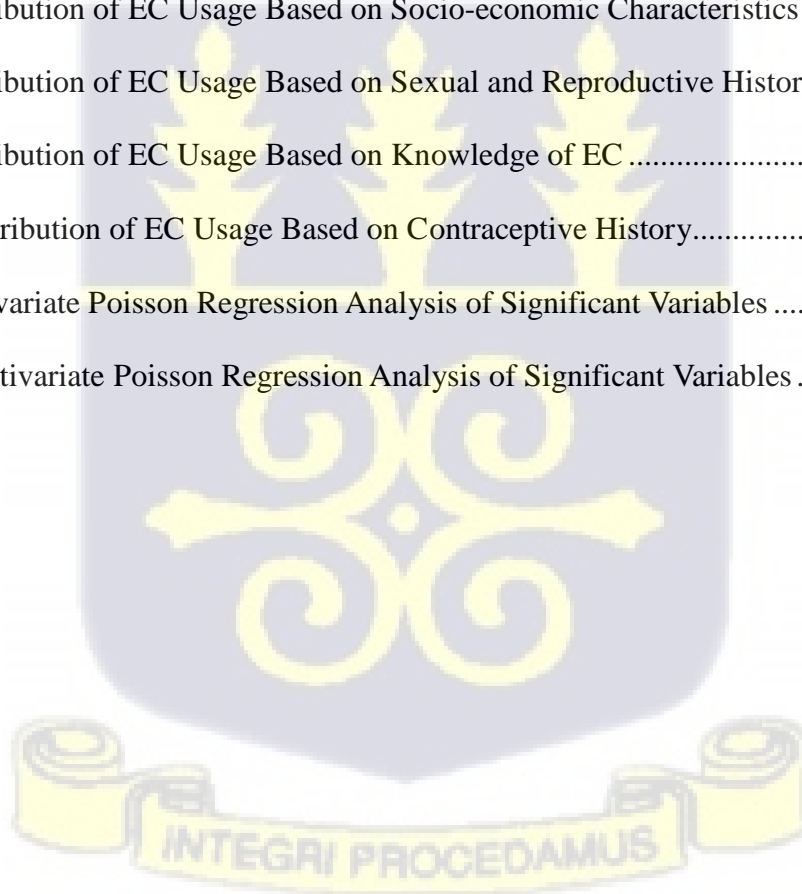 ibution of EC Usage Based on Socio-economic Characteristics
ibution of EC Usage Based on Sexual and Reproductive Histor
ibution of EC Usage Based on Knowledge of EC .....................
ribution of EC Usage Based on Contraceptive History..............
variate Poisson Regression Analysis of Significant Variables ....
tivariate Poisson Regression Analysis of Significant Variables .
INTEGRI PROCEDAMUS